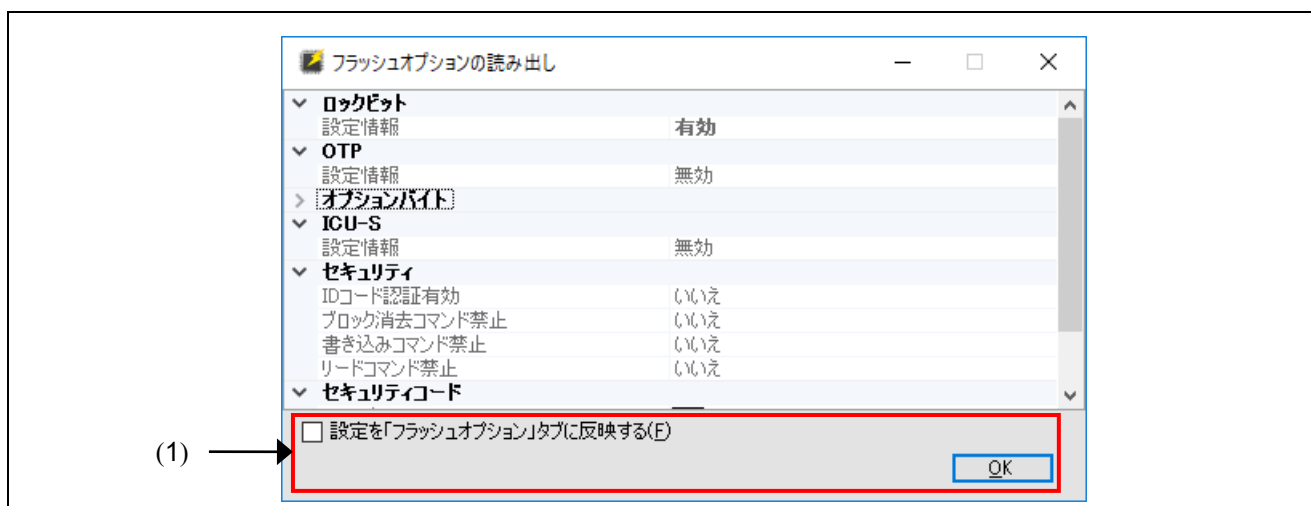 フラッシュオプションの読み出し
ロックビット
設定情報 有効
OTP
設定情報 無効
オプションバイト
ICU-S
設定情報 無効
セキュリティ
IDコード認証有効 いいえ
ブロック消去コマンド禁止 いいえ
書き込みコマンド禁止 いいえ
リードコマンド禁止 いいえ
セキュリティコード
設定を「フラッシュオプション」タブに反映する(F)
(1)
OK